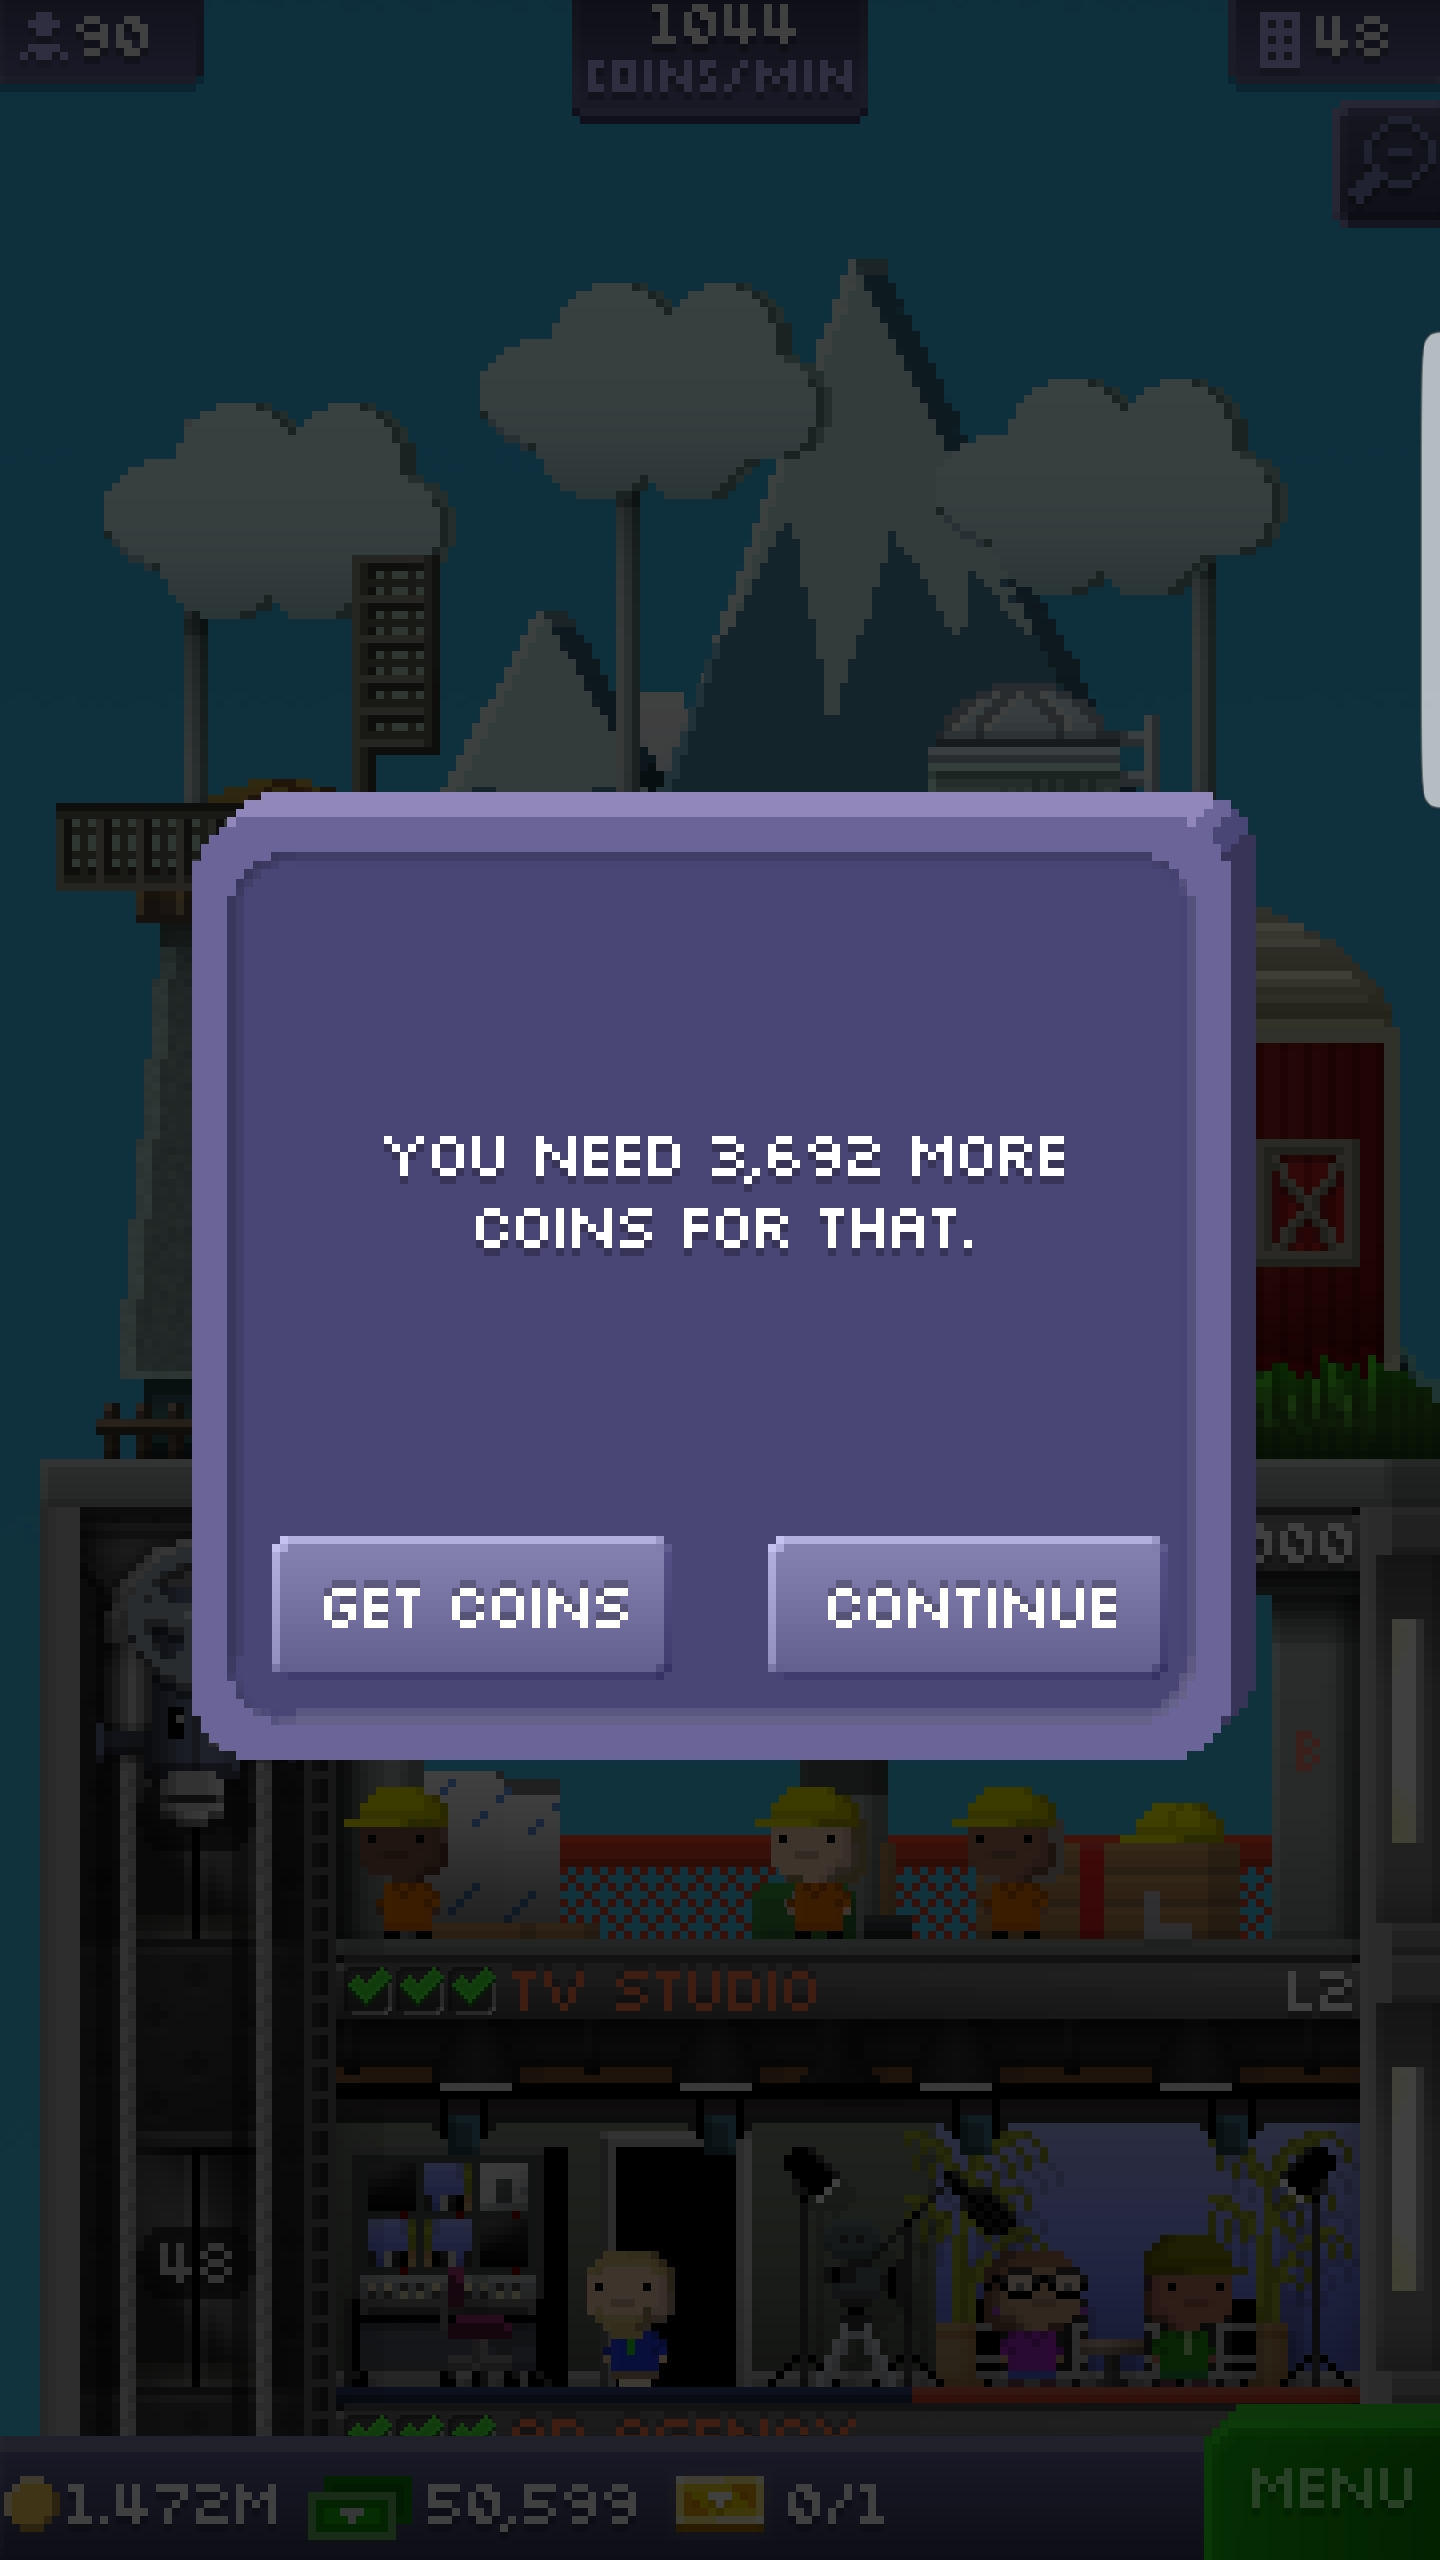 90
1044
COINS/MIN
48
YOU NEED 3,692 MORE
COINS FOR THAT.
GET COINS
CONTINUE
B
TV STUDIO
L2
48
1.472M
50,599
0/1
MENU